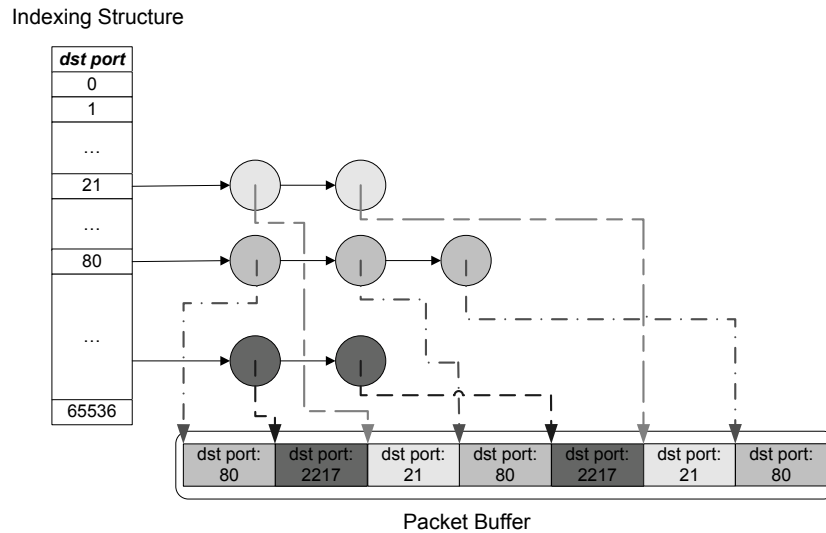 Indexing Structure
dst port
0
1
...
21
...
80
...
65536
dst port:
80
dst port:
2217
dst port:
21
dst port:
80
dst port:
2217
dst port:
21
dst port:
80
Packet Buffer